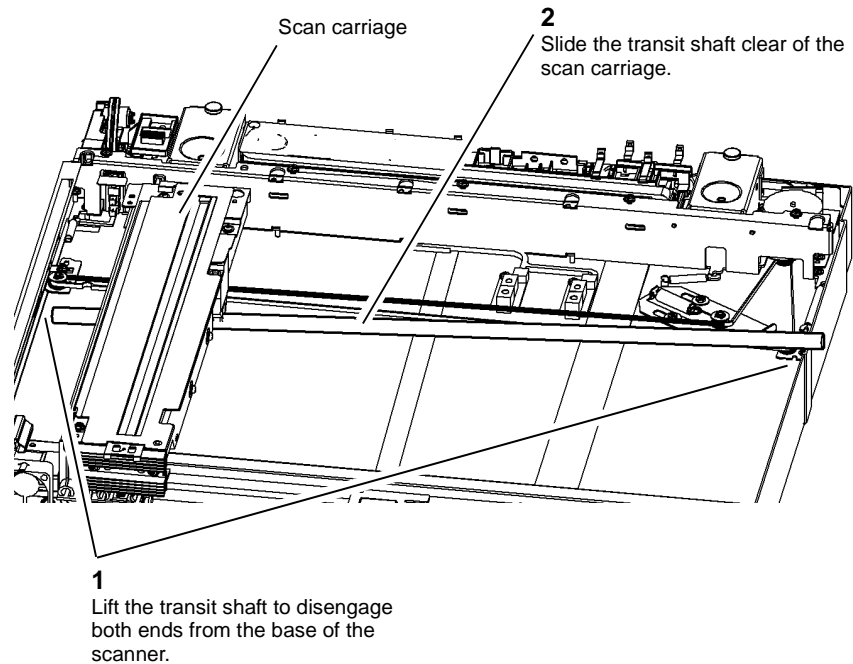 Scan carriage
2
Slide the transit shaft clear of the
scan carriage.
1
Lift the transit shaft to disengage
both ends from the base of the
scanner.